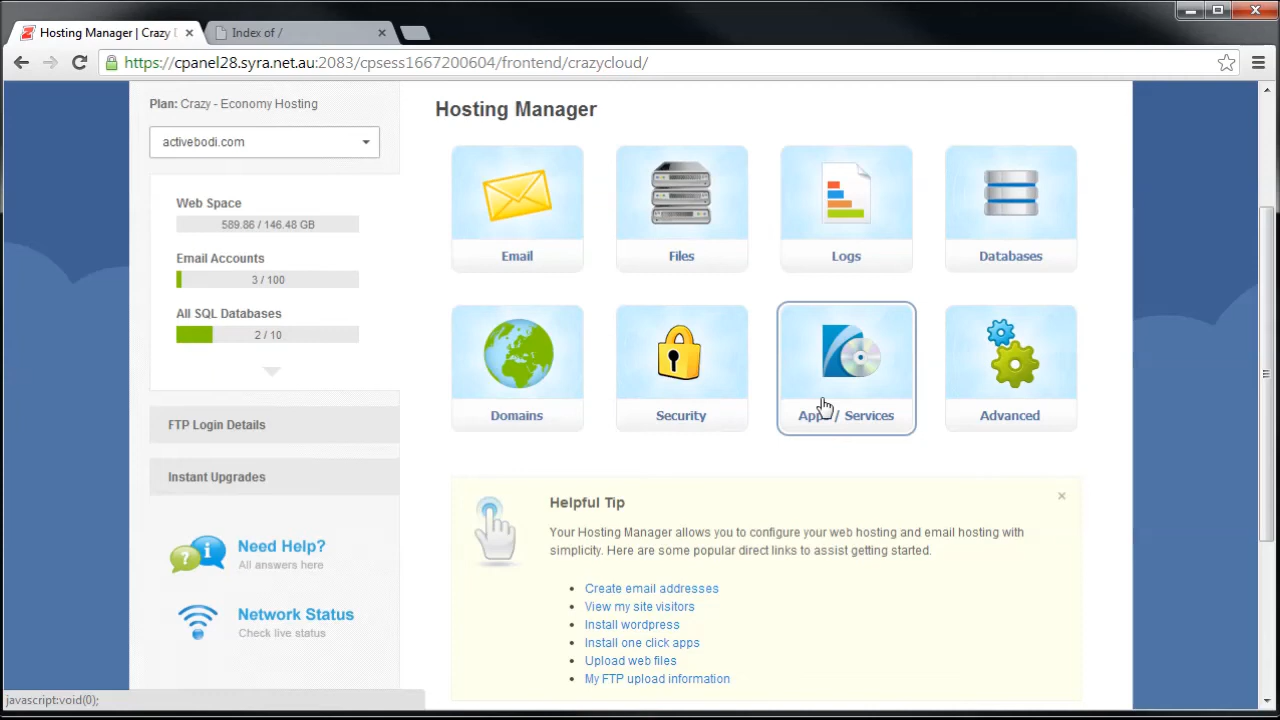 Hosting Manager | Crazy D
Index of /
https://cpanel28.syra.net.au:2083/cpsess1667200604/frontend/crazycloud/
Plan: Crazy - Economy Hosting
activebodi.com
Web Space
589.86 / 146.48 GB
Email Accounts
3 / 100
All SQL Databases
2 / 10
FTP Login Details
Instant Upgrades
Need Help?
All answers here
Network Status
Check live status
Hosting Manager
Email
Files
Logs
Databases
Domains
Security
Apps / Services
Advanced
Helpful Tip
Your Hosting Manager allows you to configure your web hosting and email hosting with
simplicity. Here are some popular direct links to assist getting started.
Create email addresses
View my site visitors
Install wordpress
Install one click apps
Upload web files
My FTP upload information
javascript:void(0);